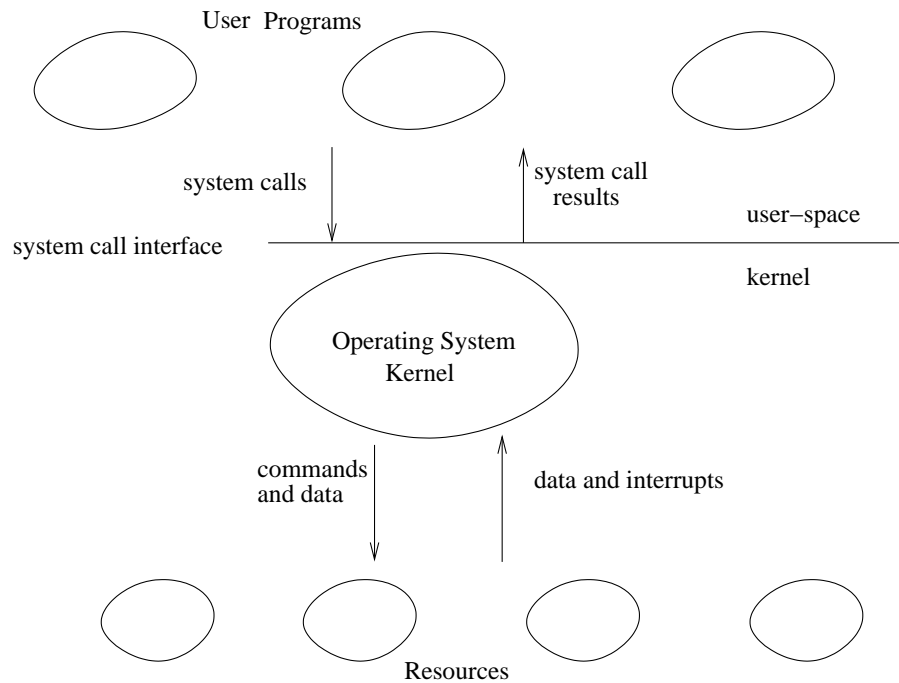 User Programs
system calls
system call
results
user−space
system call interface
kernel
Operating System
Kernel
commands
and data
data and interrupts
Resources